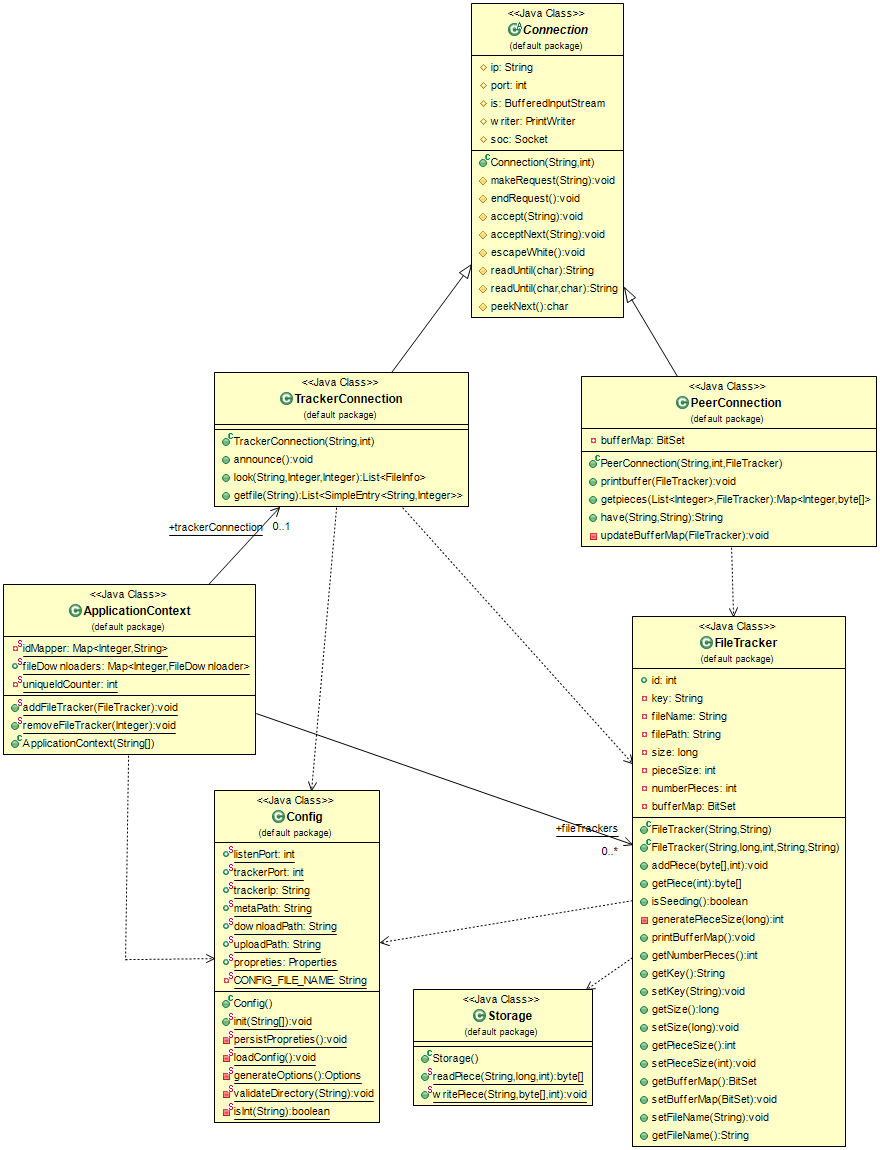 <<Java Class>>
Connection
(default package)
ip: String
port: int
is: BufferedInputStream
writer: PrintWriter
soc: Socket
Connection(String,int)
makeRequest(String):void
endRequest():void
accept(String):void
acceptNext(String):void
escapeWhite():void
readUntil(char):String
readUntil(char,char):String
peekNext():char
<<Java Class>>
TrackerConnection
(default package)
TrackerConnection(String,int)
announce():void
look(String,Integer,Integer):List<FileInfo>
getfile(String):List<SimpleEntry<String,Integer>>
<<Java Class>>
PeerConnection
(default package)
bufferMap: BitSet
PeerConnection(String,int,FileTracker)
printbuffer(FileTracker):void
getpieces(List<Integer>,FileTracker):Map<Integer,byte[]>
have(String,String):String
updateBufferMap(FileTracker):void
+trackerConnection 0..1
<<Java Class>>
ApplicationContext
(default package)
idMapper: Map<Integer,String>
fileDownloaders: Map<Integer,FileDownloader>
uniqueIdCounter: int
addFileTracker(FileTracker):void
removeFileTracker(Integer):void
ApplicationContext(String[])
<<Java Class>>
FileTracker
(default package)
id: int
key: String
fileName: String
filePath: String
size: long
pieceSize: int
numberPieces: int
bufferMap: BitSet
FileTracker(String,String)
FileTracker(String,long,int,String,String)
addPiece(byte[],int):void
getPiece(int):byte[]
isSeeding():boolean
generatePieceSize(long):int
printBufferMap():void
getNumberPieces():int
getKey():String
setKey(String):void
getSize():long
setSize(long):void
getPieceSize():int
setPieceSize(int):void
getBufferMap():BitSet
setBufferMap(BitSet):void
setFileName(String):void
getFileName():String
+fileTrackers
0..*
<<Java Class>>
Config
(default package)
listenPort: int
trackerPort: int
trackerIp: String
metaPath: String
downloadPath: String
uploadPath: String
propreties: Properties
CONFIG_FILE_NAME: String
Config()
init(String[]):void
persistPropreties():void
loadConfig():void
generateOptions():Options
validateDirectory(String):void
isInt(String):boolean
<<Java Class>>
Storage
(default package)
Storage()
readPiece(String,long,int):byte[]
writePiece(String,byte[],int):void